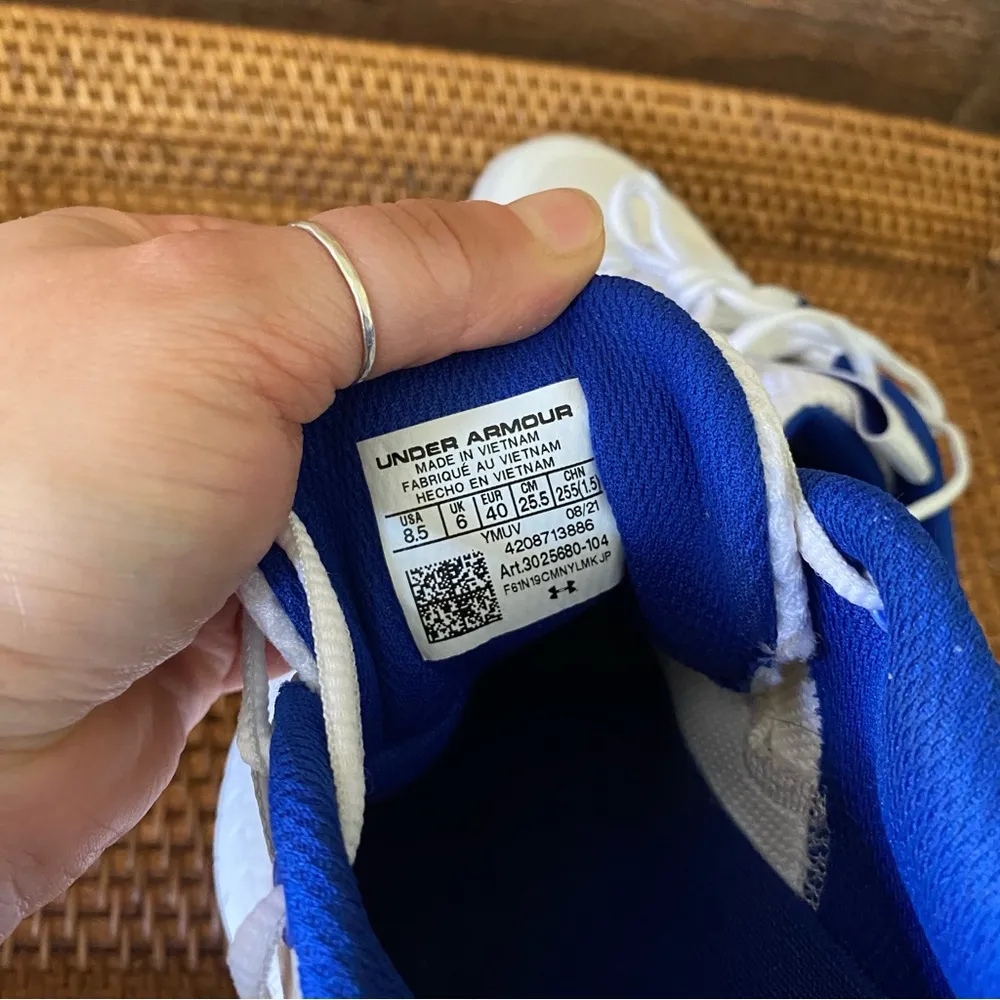 UNDER ARMOUR
MADE IN VIETNAM
FABRIQUÉ AU VIETNAM
HECHO EN VIETNAM
USA UK EUR CM CHN
8.5 6 40 25.5 255(1.5)
YMUV 08/21
4208713886
Art.3025680-104
F61N19CMNYLMKJP